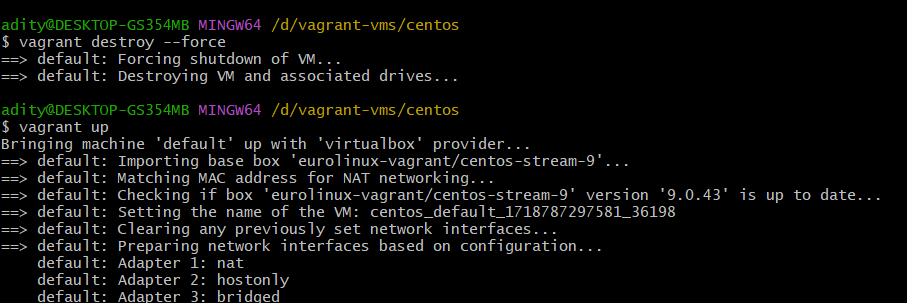 adity@DESKTOP-GS354MB MINGW64 /d/vagrant-vms/centos
$ vagrant destroy --force
==> default: Forcing shutdown of VM...
==> default: Destroying VM and associated drives...
adity@DESKTOP-GS354MB MINGW64 /d/vagrant-vms/centos
$ vagrant up
Bringing machine 'default' up with 'virtualbox' provider...
==> default: Importing base box 'eurolinux-vagrant/centos-stream-9'...
==> default: Matching MAC address for NAT networking...
==> default: Checking if box 'eurolinux-vagrant/centos-stream-9' version '9.0.43' is up to date...
==> default: Setting the name of the VM: centos_default_1718787297581_36198
==> default: Clearing any previously set network interfaces...
==> default: Preparing network interfaces based on configuration...
    default: Adapter 1: nat
    default: Adapter 2: hostonly
    default: Adapter 3: bridged